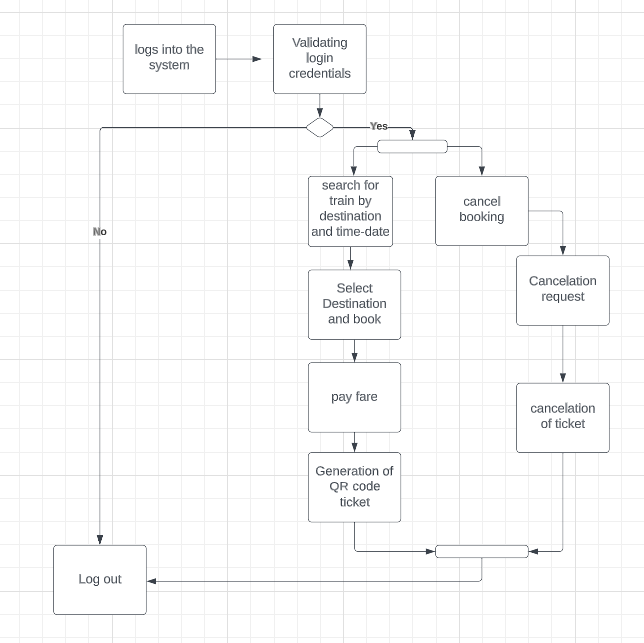 logs into the
system
Validating
login
credentials
Yes
search for
train by
destination
and time-date
cancel
booking
No
Select
Destination
and book
Cancelation
request
pay fare
cancelation
of ticket
Generation of
QR code
ticket
Log out